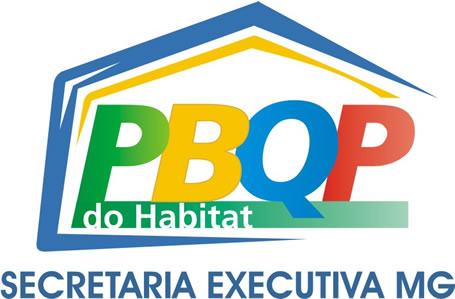 PBQP
do Habitat
SECRETARIA EXECUTIVA MG